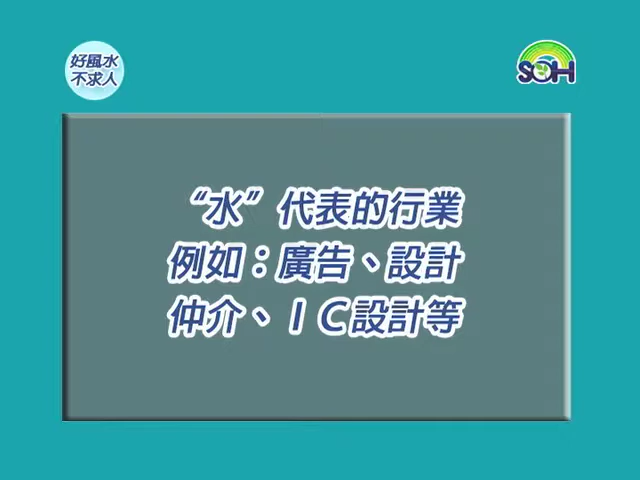 好風水
不求人
SOH
“水”代表的行業
例如：廣告、設計
仲介、ＩＣ設計等